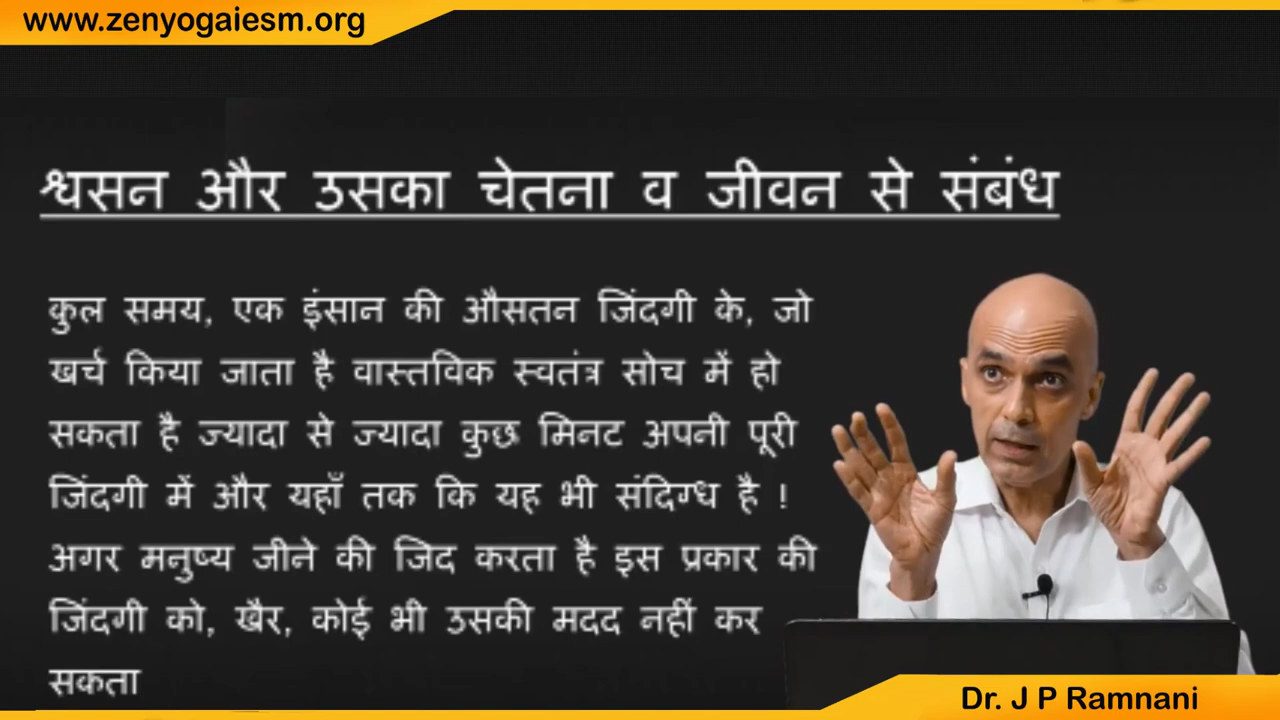 www.zenyogaiesm.org
श्वसन और उसका चेतना व जीवन से संबंध
कुल समय, एक इंसान की औसतन जिंदगी के, जो
खर्च किया जाता है वास्तविक स्वतंत्र सोच में हो
सकता है ज्यादा से ज्यादा कुछ मिनट अपनी पूरी
जिंदगी में और यहाँ तक कि यह भी संदिग्ध है !
अगर मनुष्य जीने की जिद करता है इस प्रकार की
जिंदगी को, खैर, कोई भी उसकी मदद नहीं कर
सकता
Dr. J P Ramnani